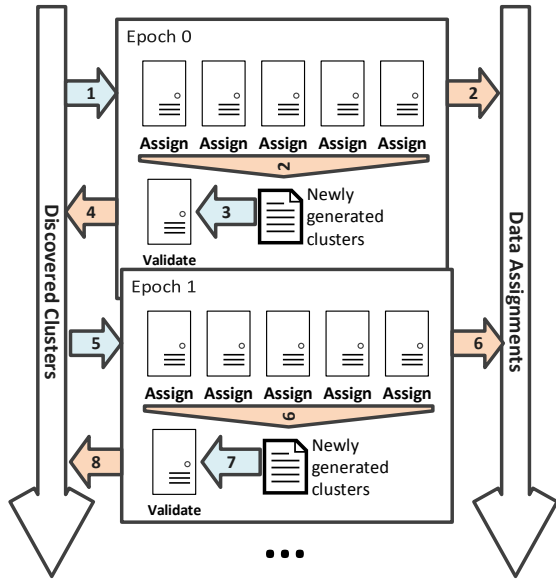 Epoch 0
1
2
Assign Assign Assign Assign Assign
2
4
3
Newly
generated
clusters
Validate
Discovered Clusters
Data Assignments
Epoch 1
5
6
Assign Assign Assign Assign Assign
6
8
7
Newly
generated
clusters
Validate
...